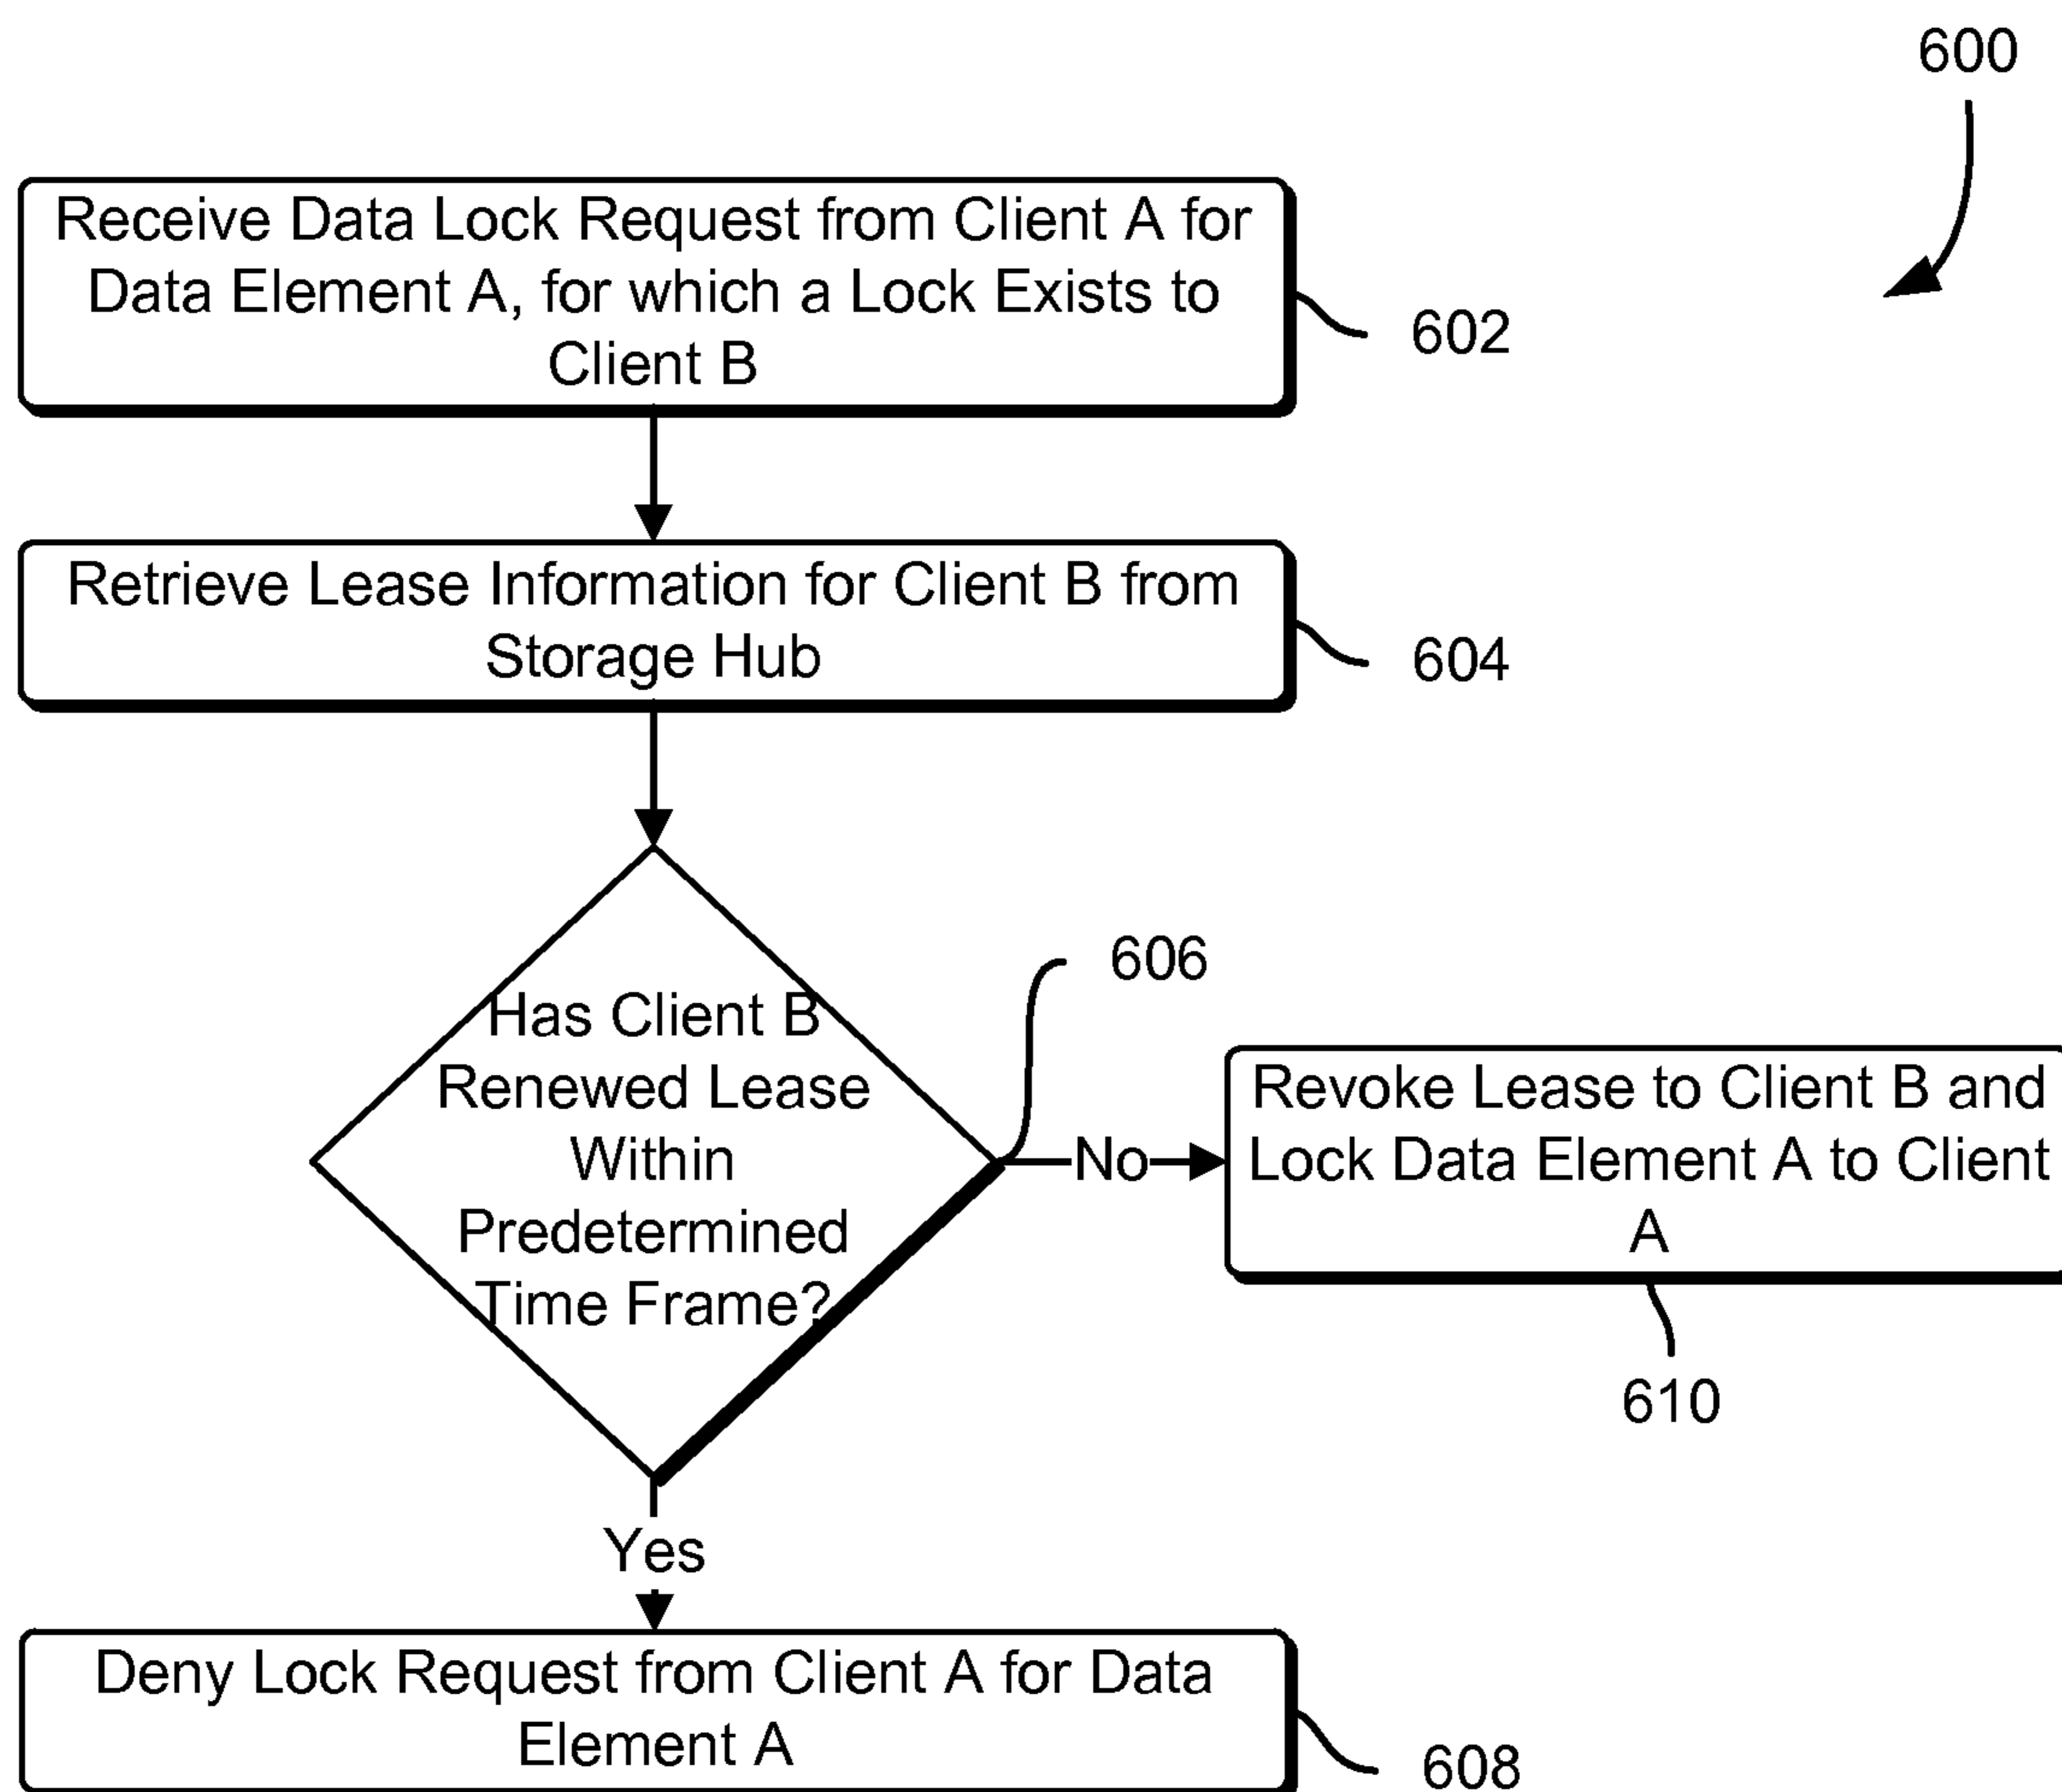 600
Receive Data Lock Request from Client A for
Data Element A, for which a Lock Exists to
Client B
602
Retrieve Lease Information for Client B from
Storage Hub
604
Has Client B
Renewed Lease
Within
Predetermined
Time Frame?
606
No
Revoke Lease to Client B and
Lock Data Element A to Client
A
610
Yes
Deny Lock Request from Client A for Data
Element A
608